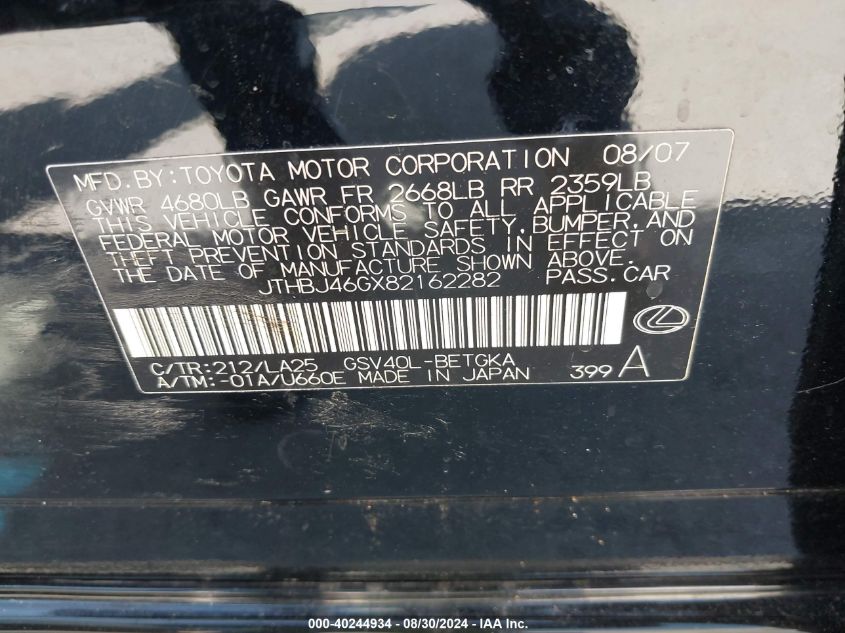 MFD.BY:TOYOTA MOTOR CORPORATION 08/07
GVWR 4680LB GAWR FR 2668LB RR 2359LB
THIS VEHICLE CONFORMS TO ALL APPLICABLE
FEDERAL MOTOR VEHICLE SAFETY,BUMPER,AND
THEFT PREVENTION STANDARDS IN EFFECT ON
THE DATE OF MANUFACTURE SHOWN ABOVE.
JTHBJ46GX82162282 PASS.CAR
C/TR:212/LA25 GSV40L-BETGKA
A/TM:-01A/U660E MADE IN JAPAN 399 A
000-40244934 - 08/30/2024 - IAA Inc.